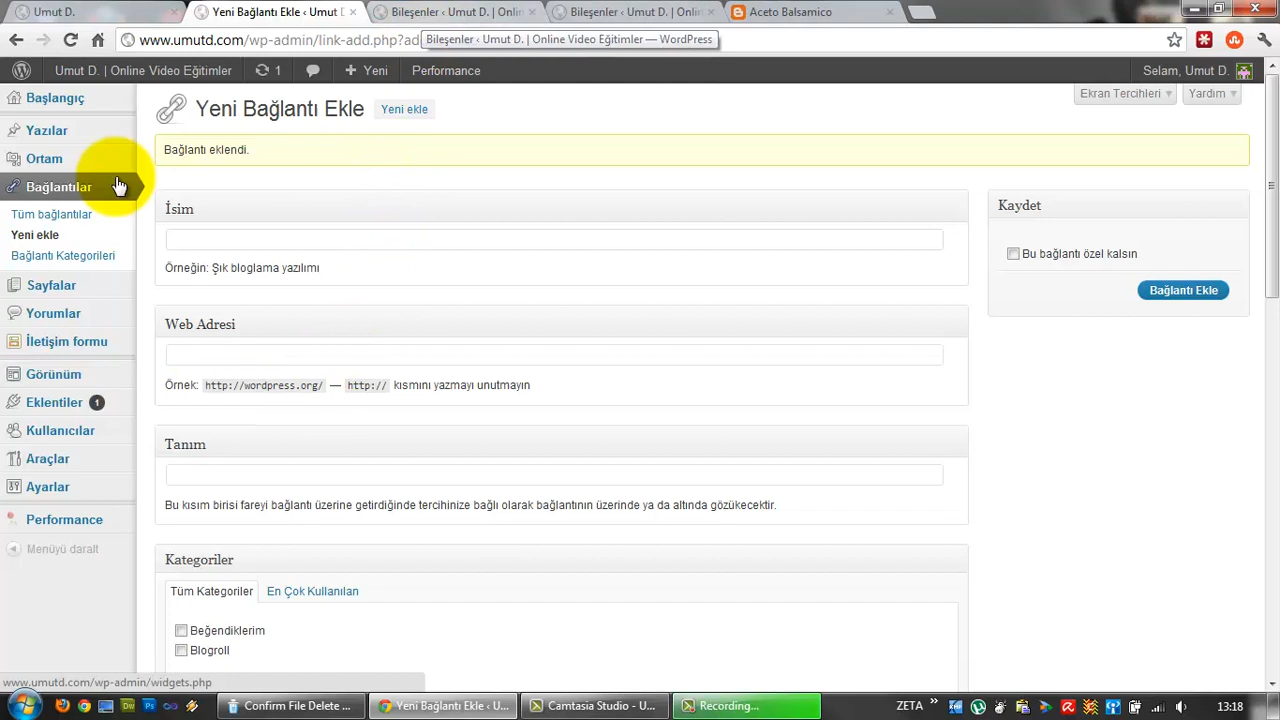 Umut D.
Yeni Bağlantı Ekle ‹ Umut D
Bileşenler ‹ Umut D. | Onlin
Bileşenler ‹ Umut D. | Onlin
Aceto Balsamico
www.umutd.com/wp-admin/link-add.php?ad
Bileşenler ‹ Umut D. | Online Video Eğitimler — WordPress
Umut D. | Online Video Eğitimler
1
Yeni
Performance
Selam, Umut D.
Başlangıç
Yazılar
Ortam
Bağlantılar
Tüm bağlantılar
Yeni ekle
Bağlantı Kategorileri
Sayfalar
Yorumlar
İletişim formu
Görünüm
Eklentiler 1
Kullanıcılar
Araçlar
Ayarlar
Performance
Menüyü daralt
Ekran Tercihleri
Yardım
Yeni Bağlantı Ekle
Yeni ekle
Bağlantı eklendi.
İsim
Örneğin: Şık bloglama yazılımı
Web Adresi
Örnek: http://wordpress.org/ — http:// kısmını yazmayı unutmayın
Tanım
Bu kısım birisi fareyi bağlantı üzerine getirdiğinde tercihinize bağlı olarak bağlantının üzerinde ya da altında gözükecektir.
Kategoriler
Tüm Kategoriler
En Çok Kullanılan
Beğendiklerim
Blogroll
Kaydet
Bu bağlantı özel kalsın
Bağlantı Ekle
www.umutd.com/wp-admin/widgets.php
Confirm File Delete ...
Yeni Bağlantı Ekle ‹ U...
Camtasia Studio - U...
Recording...
ZETA
13:18